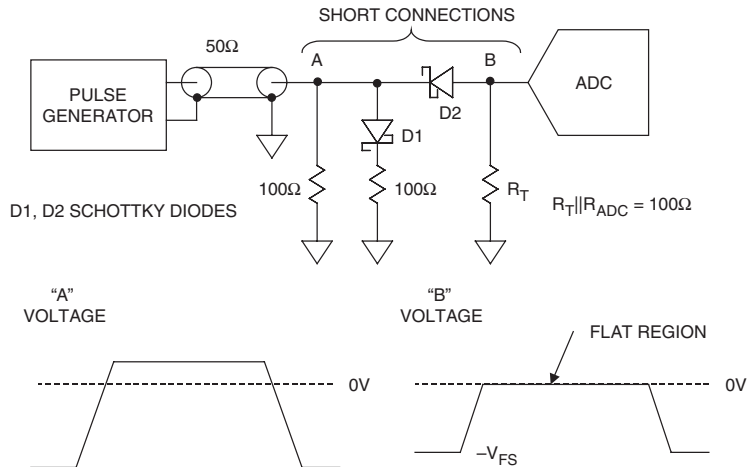 SHORT CONNECTIONS
50Ω
A
B
PULSE
GENERATOR
ADC
D2
D1
100Ω
100Ω
R_T
D1, D2 SCHOTTKY DIODES
R_T||R_ADC = 100Ω
“A”
VOLTAGE
“B”
VOLTAGE
FLAT REGION
0V
0V
–V_FS